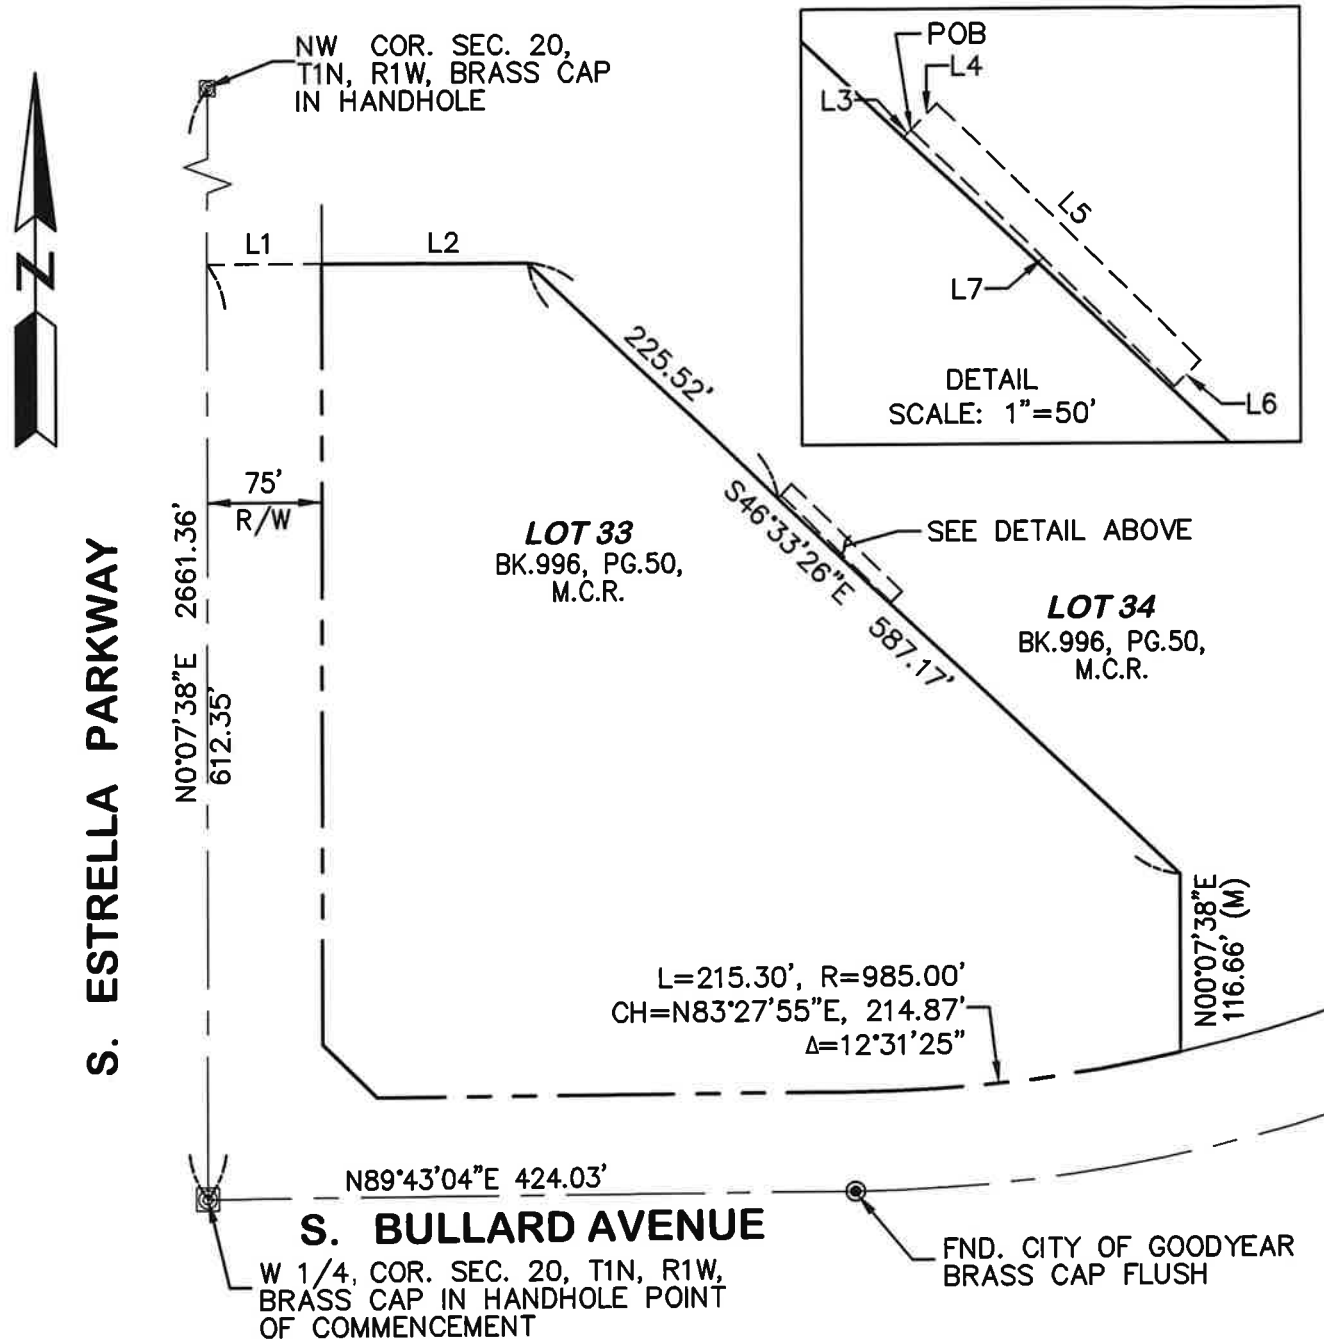 NW COR. SEC. 20,
T1N, R1W, BRASS CAP
IN HANDHOLE
POB
L4
L3
L5
L7
L6
DETAIL
SCALE: 1"=50'
N
L1
L2
225.52'
75'
R/W
S46°33'26"E 587.17'
SEE DETAIL ABOVE
LOT 33
BK.996, PG.50,
M.C.R.
LOT 34
BK.996, PG.50,
M.C.R.
S. ESTRELLA PARKWAY
N0°07'38"E 2661.36'
612.35'
N00°07'38"E
116.66' (M)
L=215.30', R=985.00'
CH=N83°27'55"E, 214.87'
Δ=12°31'25"
N89°43'04"E 424.03'
S. BULLARD AVENUE
W 1/4, COR. SEC. 20, T1N, R1W,
BRASS CAP IN HANDHOLE POINT
OF COMMENCEMENT
FND. CITY OF GOODYEAR
BRASS CAP FLUSH